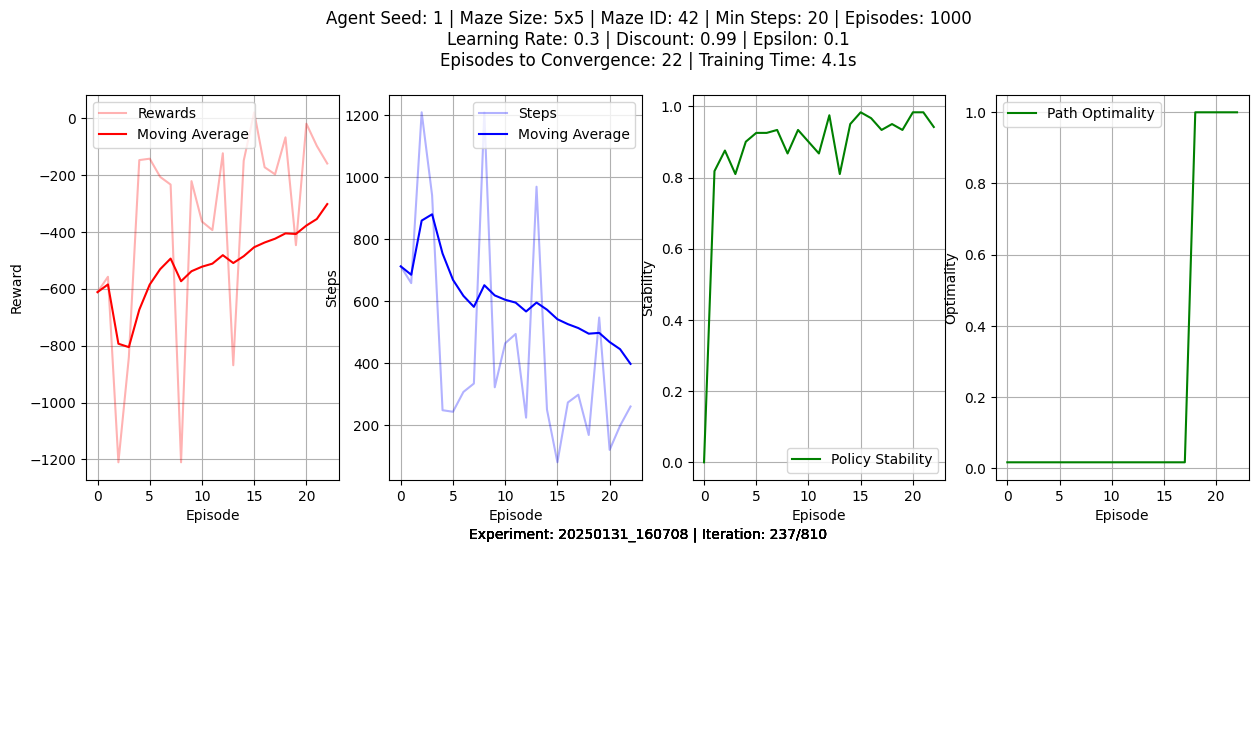 Agent Seed: 1 | Maze Size: 5x5 | Maze ID: 42 | Min Steps: 20 | Episodes: 1000
Learning Rate: 0.3 | Discount: 0.99 | Epsilon: 0.1
Episodes to Convergence: 22 | Training Time: 4.1s
Rewards
Moving Average
0
−200
−400
−600
−800
−1000
−1200
Reward
0
5
10
15
20
Episode
Steps
Moving Average
1200
1000
800
600
400
200
Steps
0
5
10
15
20
Episode
1.0
0.8
0.6
0.4
0.2
0.0
Stability
Policy Stability
0
5
10
15
20
Episode
Path Optimality
1.0
0.8
0.6
0.4
0.2
0.0
Optimality
0
5
10
15
20
Episode
Experiment: 20250131_160708 | Iteration: 237/810